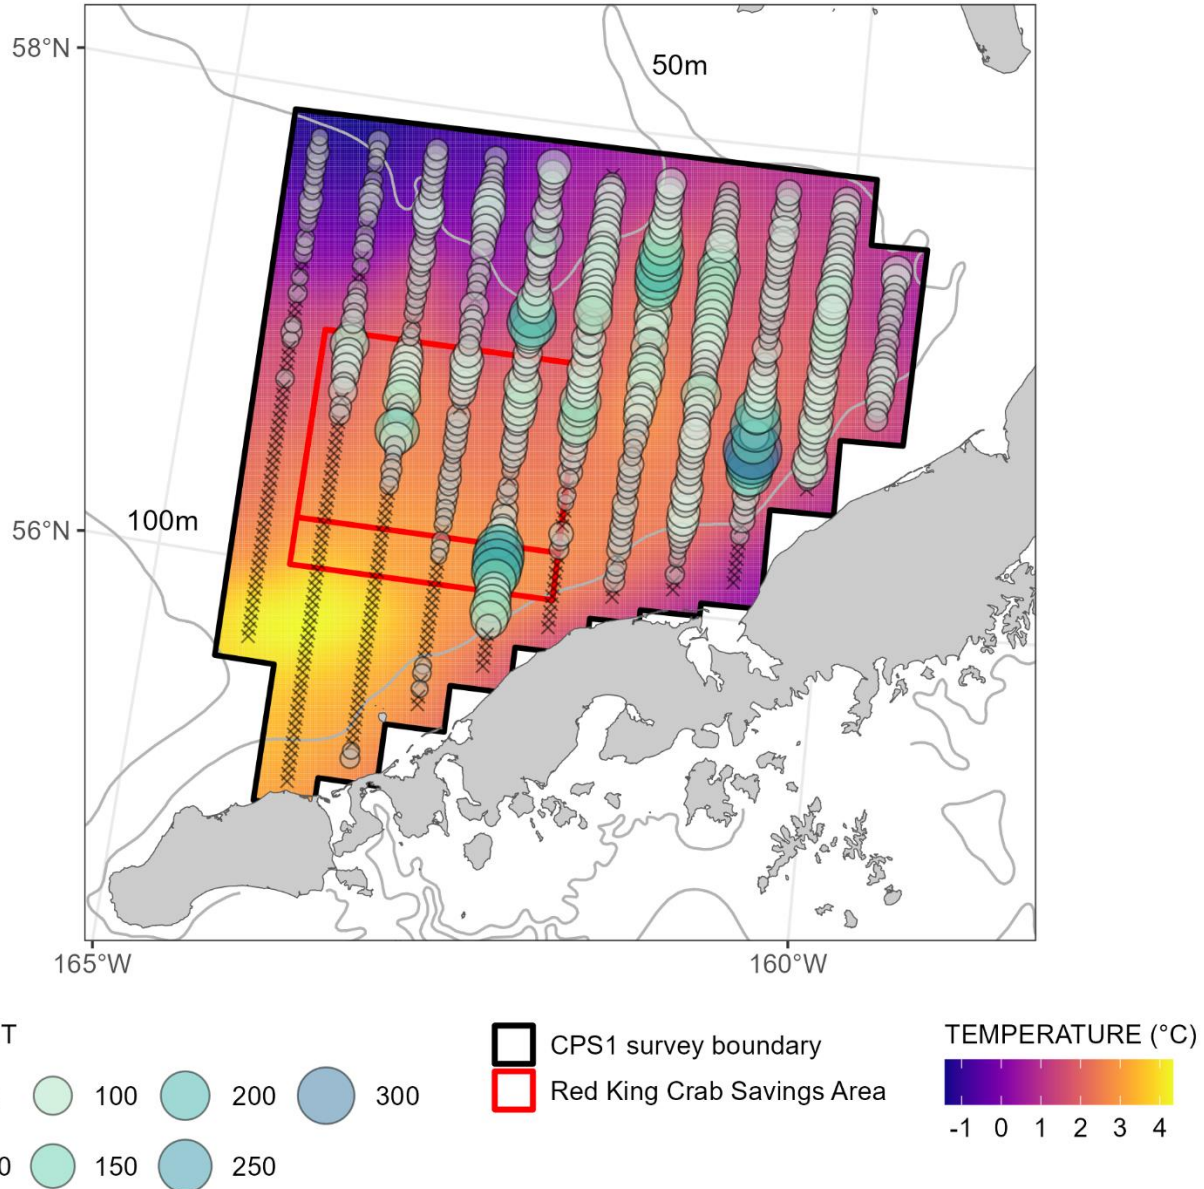 58°N
50m
56°N
100m
165°W
160°W
T
100
200
300
0
150
250
CPS1 survey boundary
Red King Crab Savings Area
TEMPERATURE (°C)
-1 0 1 2 3 4